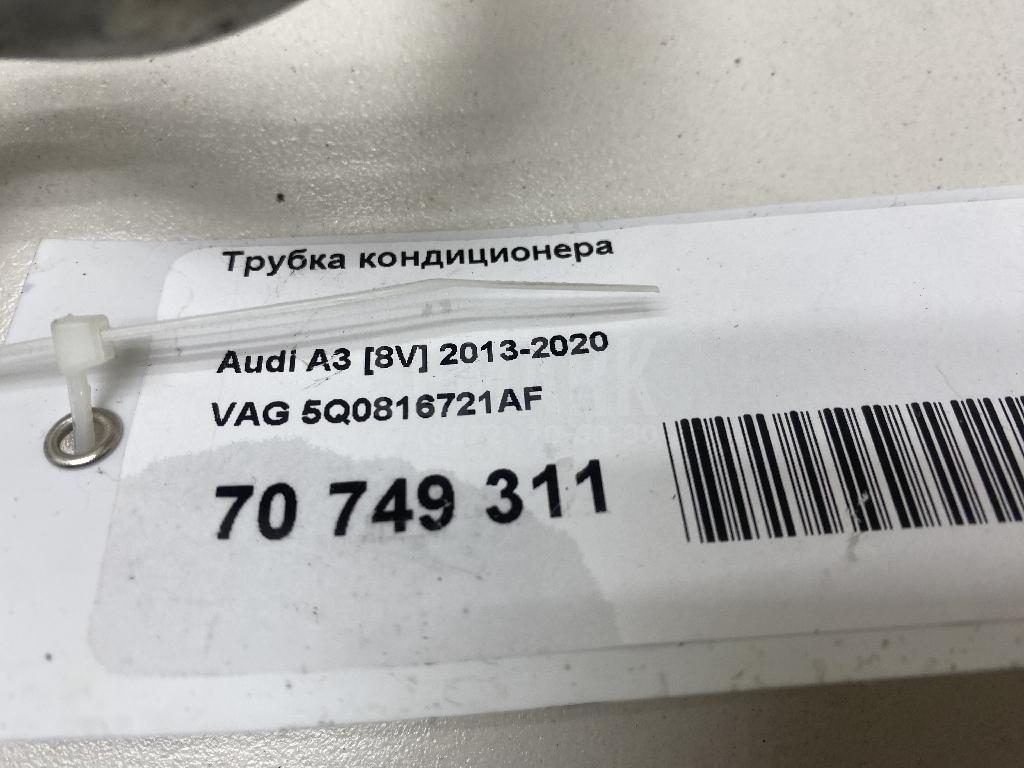 Трубка кондиционера
Audi A3 [8V] 2013-2020
VAG 5Q0816721AF
70 749 311